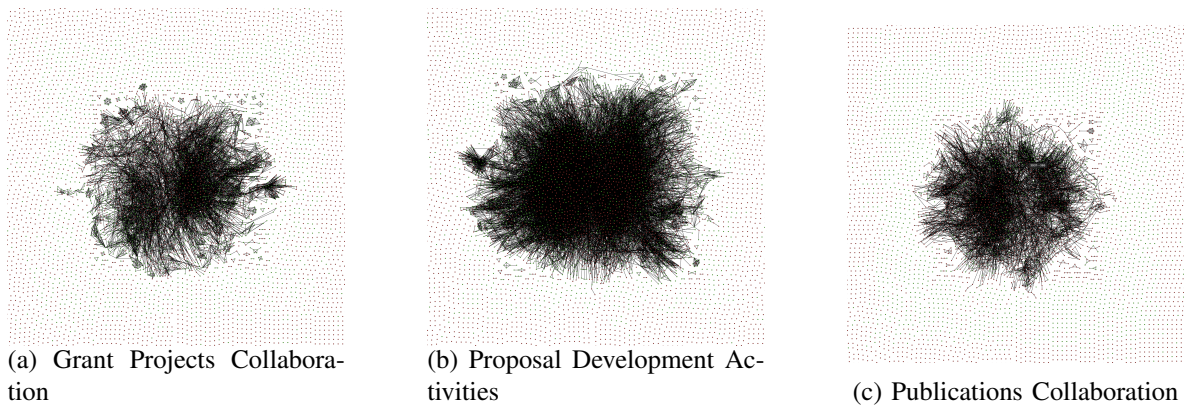 (a) Grant Projects Collabora-
tion
(b) Proposal Development Ac-
tivities
(c) Publications Collaboration